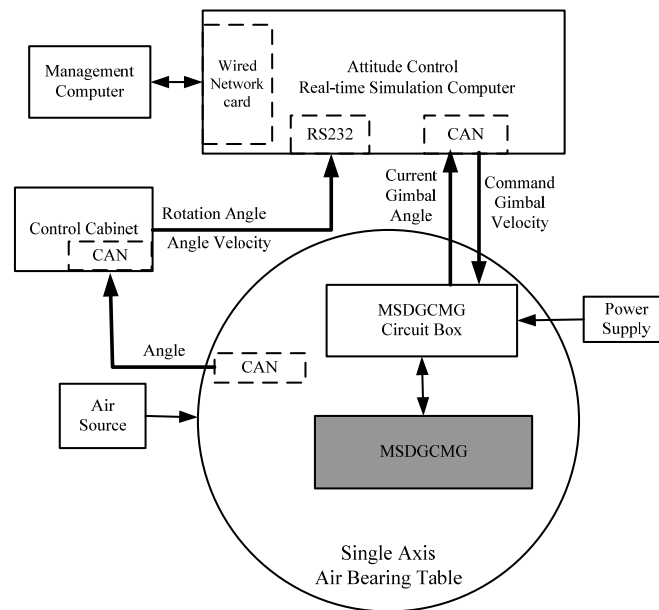 Management
Computer
Wired
Network
card
Attitude Control
Real-time Simulation Computer
RS232
CAN
Current
Gimbal
Angle
Command
Gimbal
Velocity
Control Cabinet
CAN
Rotation Angle
Angle Velocity
MSDGCMG
Circuit Box
Power
Supply
Angle
CAN
Air
Source
MSDGCMG
Single Axis
Air Bearing Table